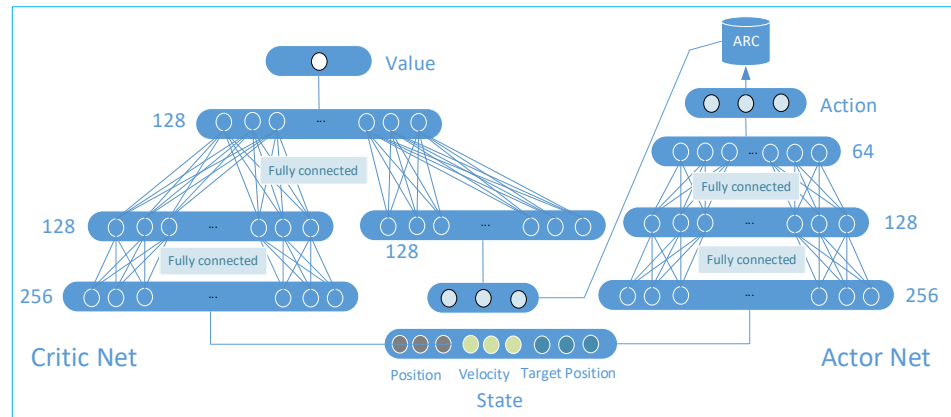 ARC
Value
Action
128
...
...
64
Fully connected
Fully connected
128
...
128
...
...
128
Fully connected
Fully connected
256
...
...
256
Critic Net
Actor Net
Position
Velocity
Target Position
State